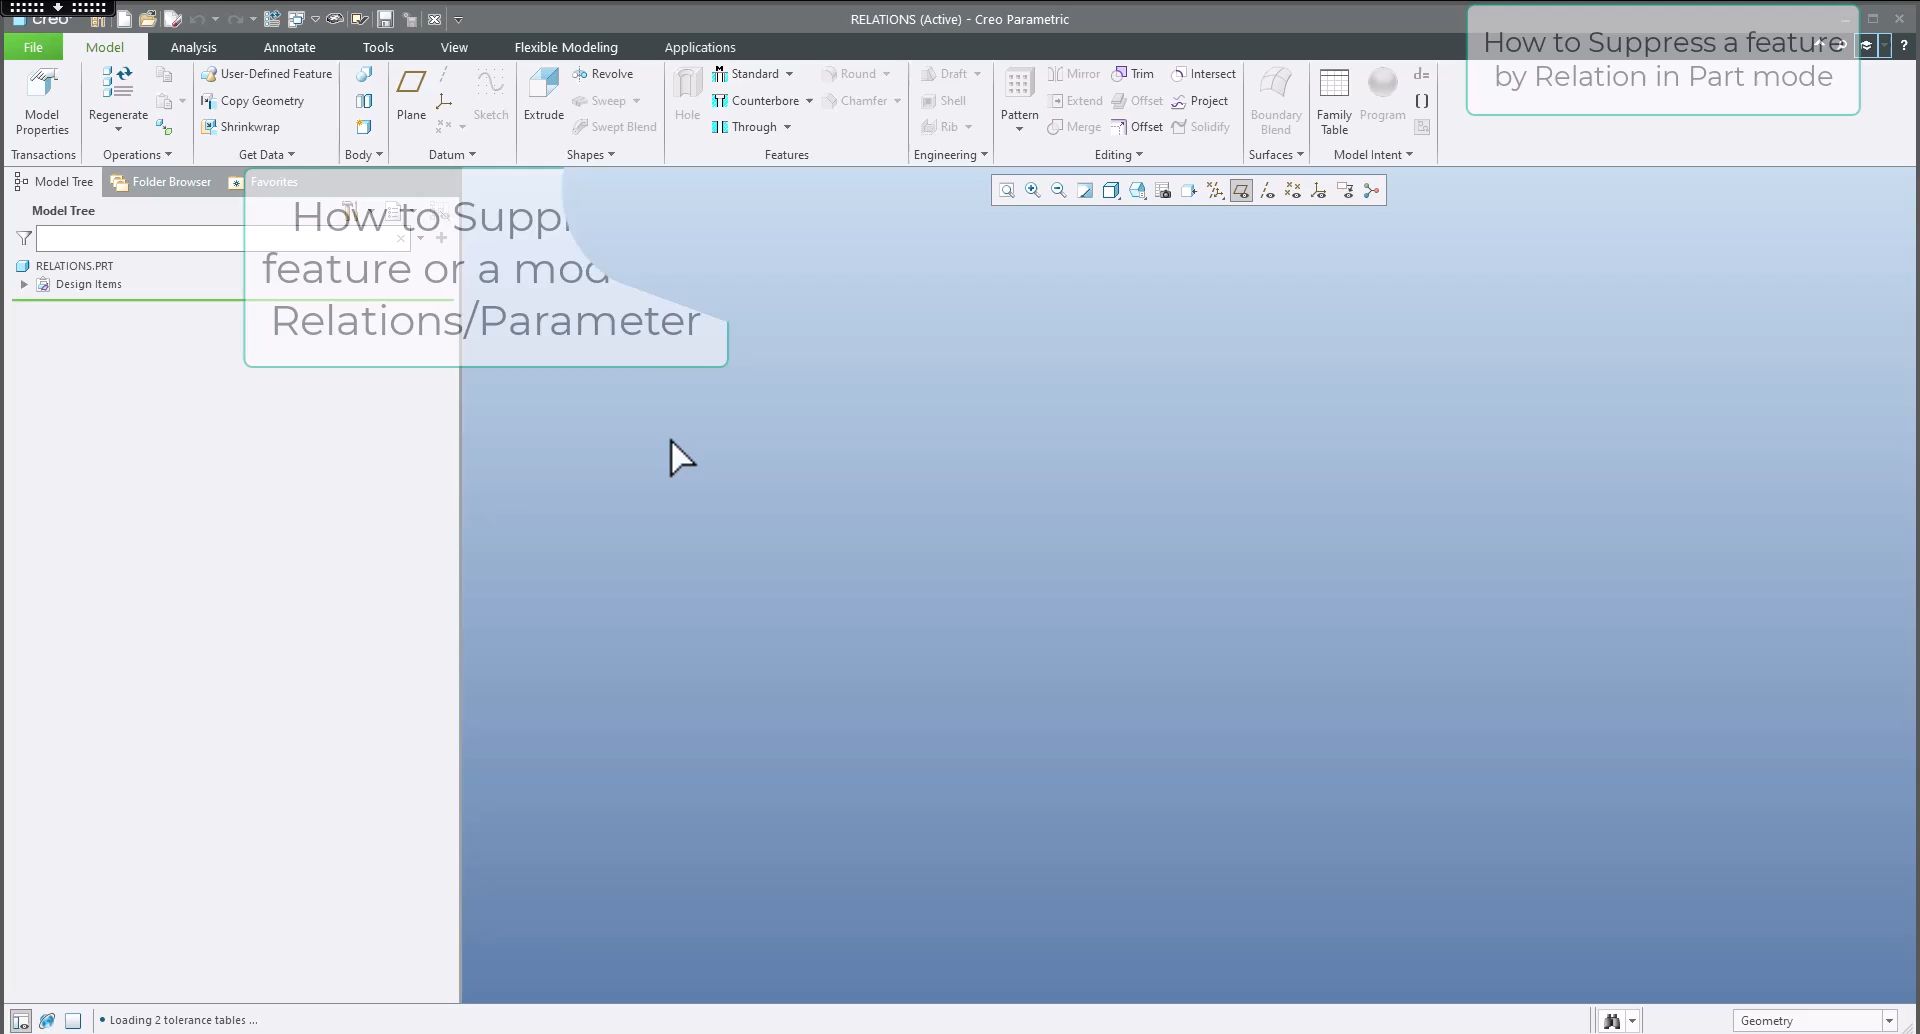 creo
RELATIONS (Active) - Creo Parametric
How to Suppress a feature
by Relation in Part mode
File
Model
Analysis
Annotate
Tools
View
Flexible Modeling
Applications
?
Model
Properties
Transactions
Regenerate
Operations
User-Defined Feature
Copy Geometry
Shrinkwrap
Get Data
Body
Plane
Sketch
Datum
Extrude
Revolve
Sweep
Swept Blend
Shapes
Hole
Standard
Counterbore
Through
Round
Chamfer
Features
Draft
Shell
Rib
Engineering
Pattern
Mirror
Extend
Merge
Trim
Offset
Offset
Intersect
Project
Solidify
Editing
Boundary
Blend
Surfaces
Family
Table
Program
d=
[ ]
Model Intent
Model Tree
Folder Browser
Favorites
Model Tree
RELATIONS.PRT
Design Items
How to
feature or a
Relations/Parameter
Loading 2 tolerance tables ...
Geometry